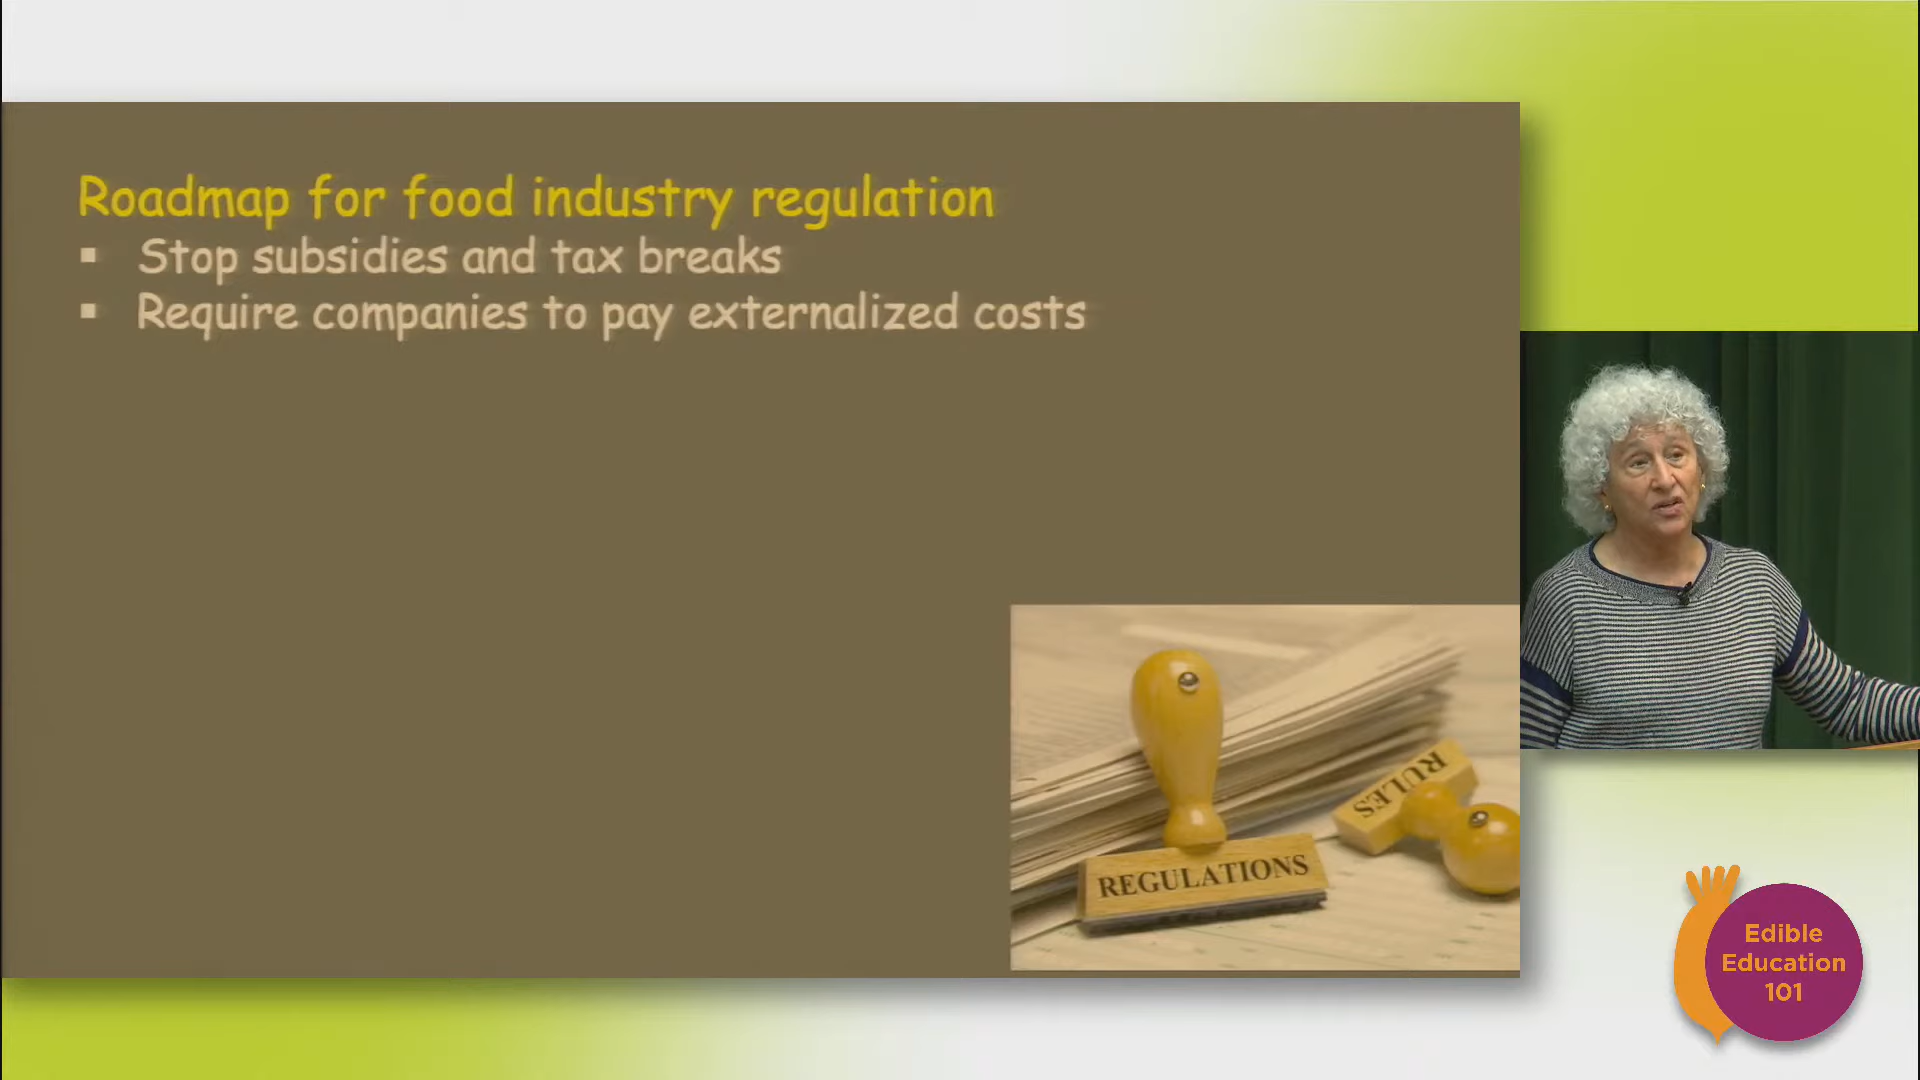 Roadmap for food industry regulation
▪ Stop subsidies and tax breaks
▪ Require companies to pay externalized costs
RULES
REGULATIONS
Edible
Education
101